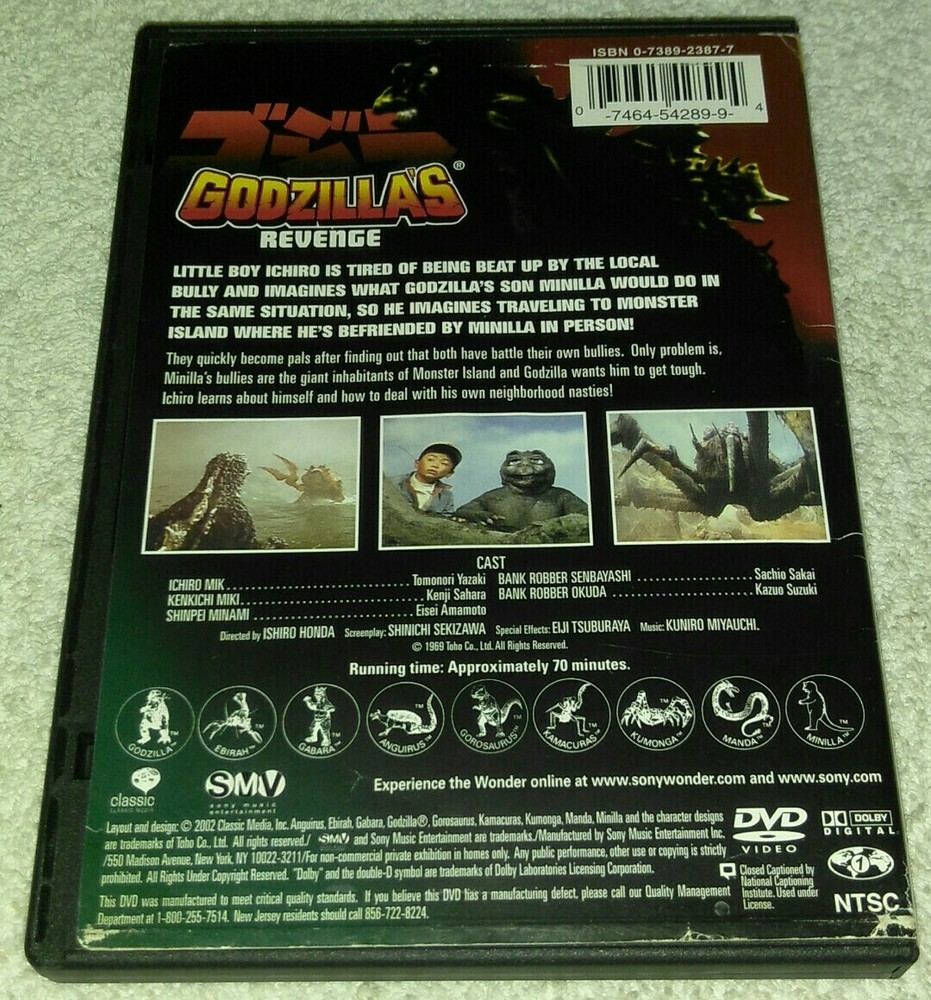 ISBN 0-7389-2387-7
0 -7464-54289-9- 4
ゴジラ
GODZILLA'S®
REVENGE
LITTLE BOY ICHIRO IS TIRED OF BEING BEAT UP BY THE LOCAL
BULLY AND IMAGINES WHAT GODZILLA'S SON MINILLA WOULD DO IN
THE SAME SITUATION, SO HE IMAGINES TRAVELING TO MONSTER
ISLAND WHERE HE'S BEFRIENDED BY MINILLA IN PERSON!
They quickly become pals after finding out that both have battle their own bullies. Only problem is,
Minilla's bullies are the giant inhabitants of Monster Island and Godzilla wants him to get tough.
Ichiro learns about himself and how to deal with his own neighborhood nasties!
CAST
ICHIRO MIK........................................Tomonori Yazaki
KENKICHI MIKI........................................Kenji Sahara
SHINPEI MINAMI ........................................Eisei Amamoto
BANK ROBBER SENBAYASHI ........................Sachio Sakai
BANK ROBBER OKUDA ..............................Kazuo Suzuki
Directed by ISHIRO HONDA Screenplay: SHINICHI SEKIZAWA Special Effects: EIJI TSUBURAYA Music: KUNIRO MIYAUCHI.
© 1969 Toho Co., Ltd. All Rights Reserved.
Running time: Approximately 70 minutes.
GODZILLA™
EBIRAH™
GABARA™
ANGUIRUS™
GOROSAURUS™
KAMACURAS™
KUMONGA™
MANDA™
MINILLA™
classic
CLASSIC MEDIA
SMV
sony music
entertainment
Experience the Wonder online at www.sonywonder.com and www.sony.com
Layout and design: © 2002 Classic Media, Inc. Anguirus, Ebirah, Gabara, Godzilla®, Gorosaurus, Kamacuras, Kumonga, Manda, Minilla and the character designs
are trademarks of Toho Co., Ltd. All rights reserved./ SMV and Sony Music Entertainment are trademarks./Manufactured by Sony Music Entertainment Inc.
/550 Madison Avenue, New York, NY 10022-3211/For non-commercial private exhibition in homes only. Any public performance, other use or copying is strictly
prohibited. All Rights Under Copyright Reserved. "Dolby" and the double-D symbol are trademarks of Dolby Laboratories Licensing Corporation.
This DVD was manufactured to meet critical quality standards. If you believe this DVD has a manufacturing defect, please call our Quality Management
Department at 1-800-255-7514. New Jersey residents should call 856-722-8224.
DVD
VIDEO
DOLBY
DIGITAL
Closed Captioned by
National Captioning
Institute. Used under
License.
1
NTSC